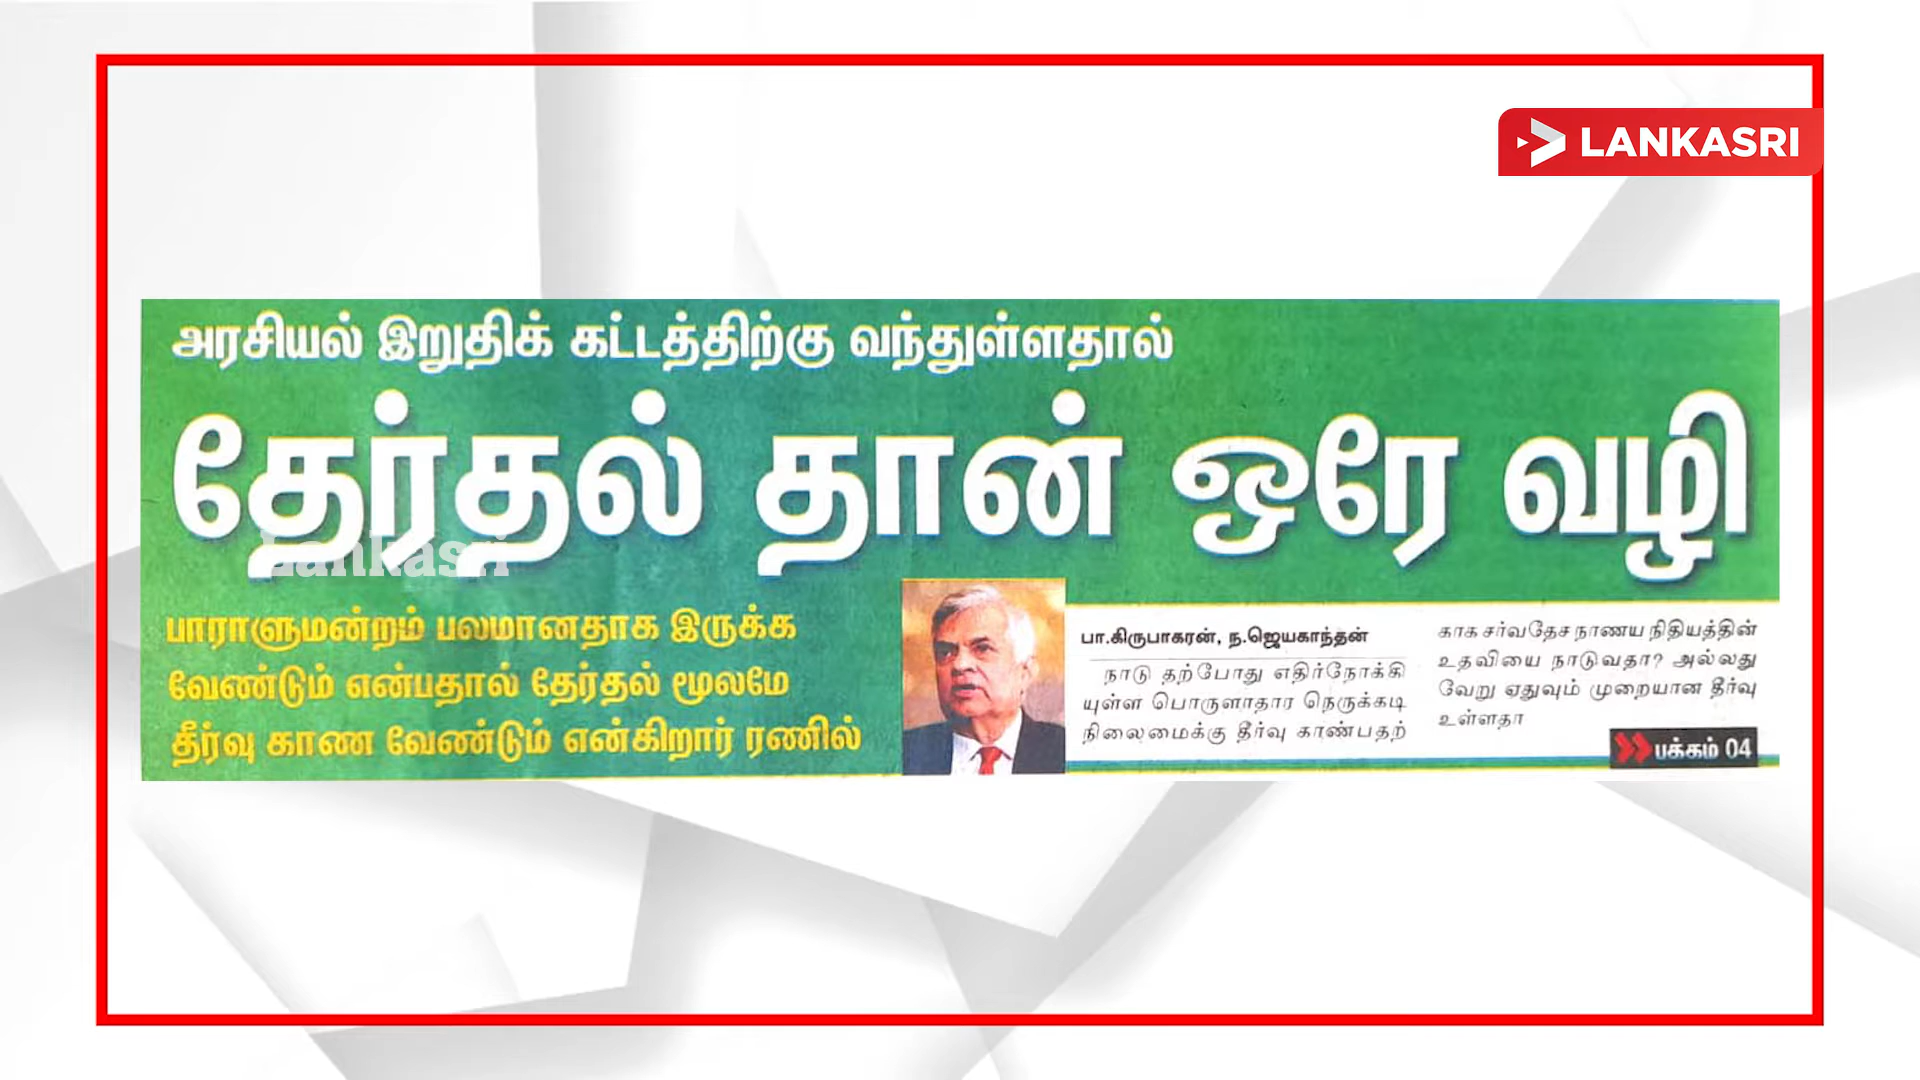 LANKASRI
அரசியல் இறுதிக் கட்டத்திற்கு வந்துள்ளதால்
தேர்தல் தான் ஒரே வழி
Lankasri
பாராளுமன்றம் பலமானதாக இருக்க
வேண்டும் என்பதால் தேர்தல் மூலமே
தீர்வு காண வேண்டும் என்கிறார் ரணில்
பா.கிருபாகரன், ந.ஜெயகாந்தன்
நாடு தற்போது எதிர்நோக்கி
யுள்ள பொருளாதார நெருக்கடி
நிலைமைக்கு தீர்வு காண்பதற்
காக சர்வதேச நாணய நிதியத்தின்
உதவியை நாடுவதா? அல்லது
வேறு ஏதுவும் முறையான தீர்வு
உள்ளதா
பக்கம் 04